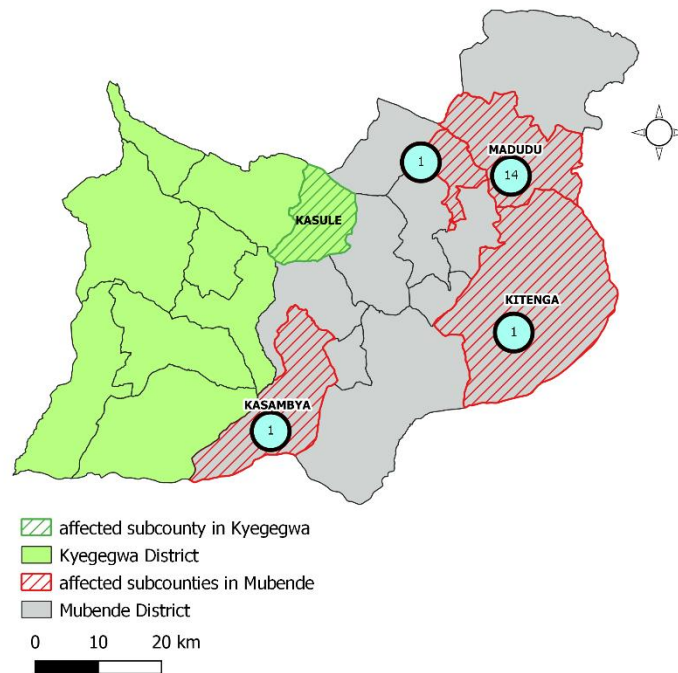 MADUDU
1
14
KASULE
KITENGA
1
KASAMBYA
1
affected subcounty in Kyegegwa
Kyegegwa District
affected subcounties in Mubende
Mubende District
0 10 20 km